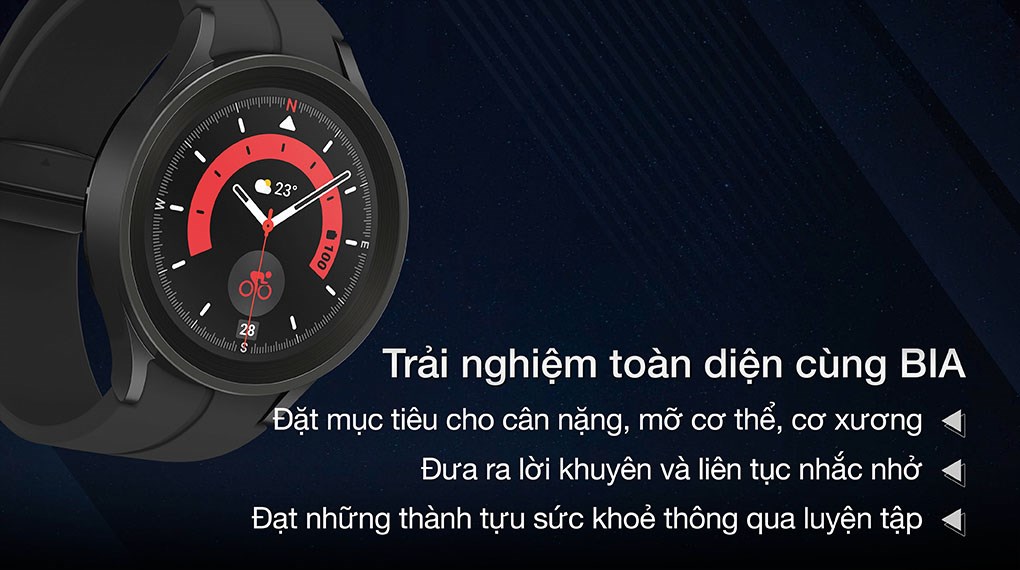 N
23°
W
E
100
28
S
Trải nghiệm toàn diện cùng BIA
Đặt mục tiêu cho cân nặng, mỡ cơ thể, cơ xương
Đưa ra lời khuyên và liên tục nhắc nhở
Đạt những thành tựu sức khoẻ thông qua luyện tập